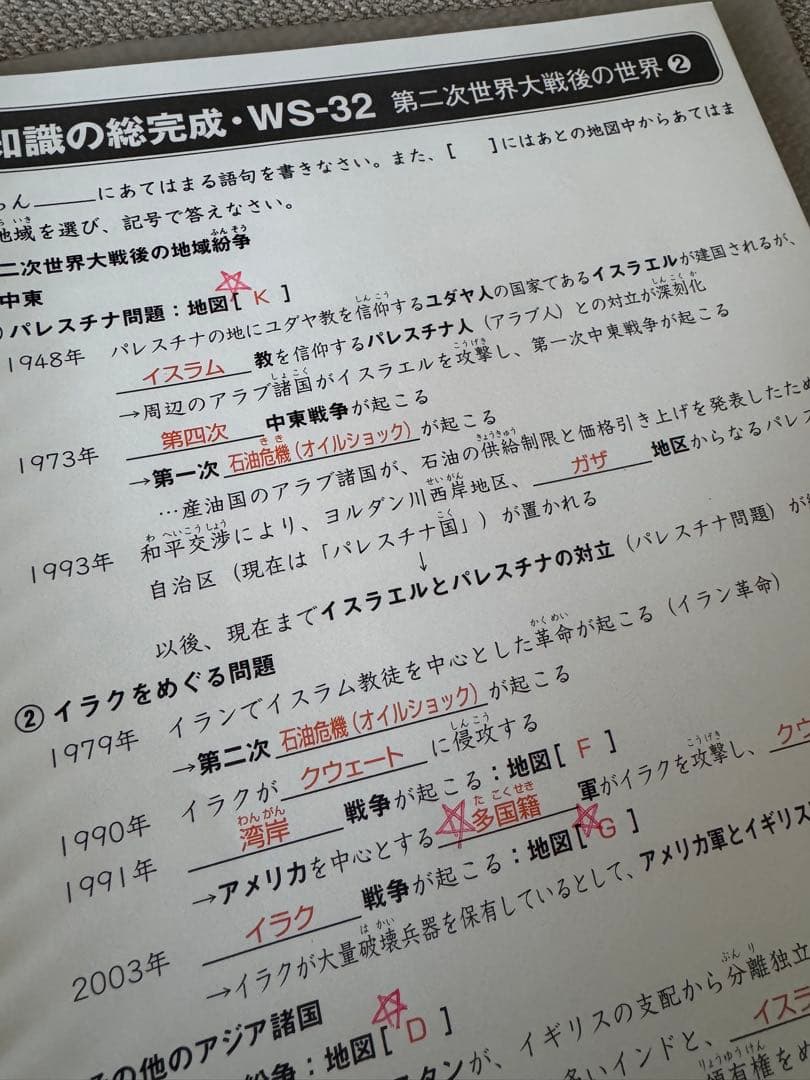 知識の総完成・WS-32 第二次世界大戦後の世界❷
らん______にあてはまる語句を書きなさい。また、[ ]にはあとの地図中からあてはま
地域を選び、記号で答えなさい。
二次世界大戦後の地域紛争
中東
)パレスチナ問題：地図[ K ]
1948年 パレスチナの地にユダヤ教を信仰するユダヤ人の国家であるイスラエルが建国されるが、
イスラム 教を信仰するパレスチナ人（アラブ人）との対立が深刻化
→周辺のアラブ諸国がイスラエルを攻撃し、第一次中東戦争が起こる
1973年 第四次 中東戦争が起こる
→第一次 石油危機(オイルショック) が起こる
…産油国のアラブ諸国が、石油の供給制限と価格引き上げを発表したため
1993年 和平交渉により、ヨルダン川西岸地区、 ガザ 地区からなるパレス
自治区（現在は「パレスチナ国」）が置かれる
↓
以後、現在までイスラエルとパレスチナの対立（パレスチナ問題）が
② イラクをめぐる問題
1979年 イランでイスラム教徒を中心とした革命が起こる（イラン革命）
→第二次 石油危機(オイルショック) が起こる
1990年 イラクが クウェート に侵攻する
1991年 湾岸 戦争が起こる：地図[ F ]
→アメリカを中心とする 多国籍 軍がイラクを攻撃し、 クウ
2003年 イラク 戦争が起こる：地図[ G ]
→イラクが大量破壊兵器を保有しているとして、アメリカ軍とイギリス
その他のアジア諸国
紛争：地図[ D ]
タンが、イギリスの支配から分離独立
多いインドと、 イスラ
領有権をめ